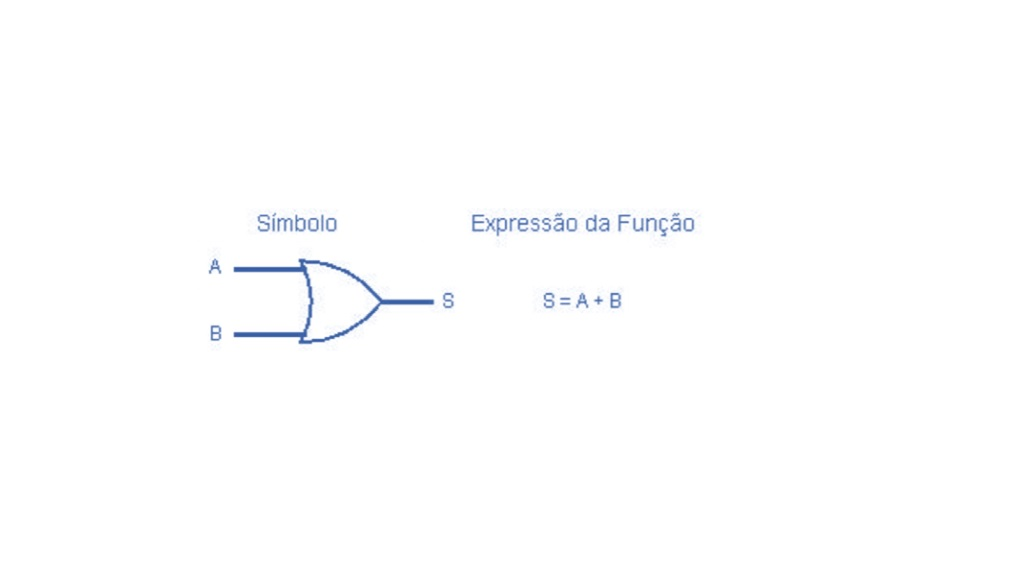 Símbolo Expressão da Função
A
S S = A + B
B